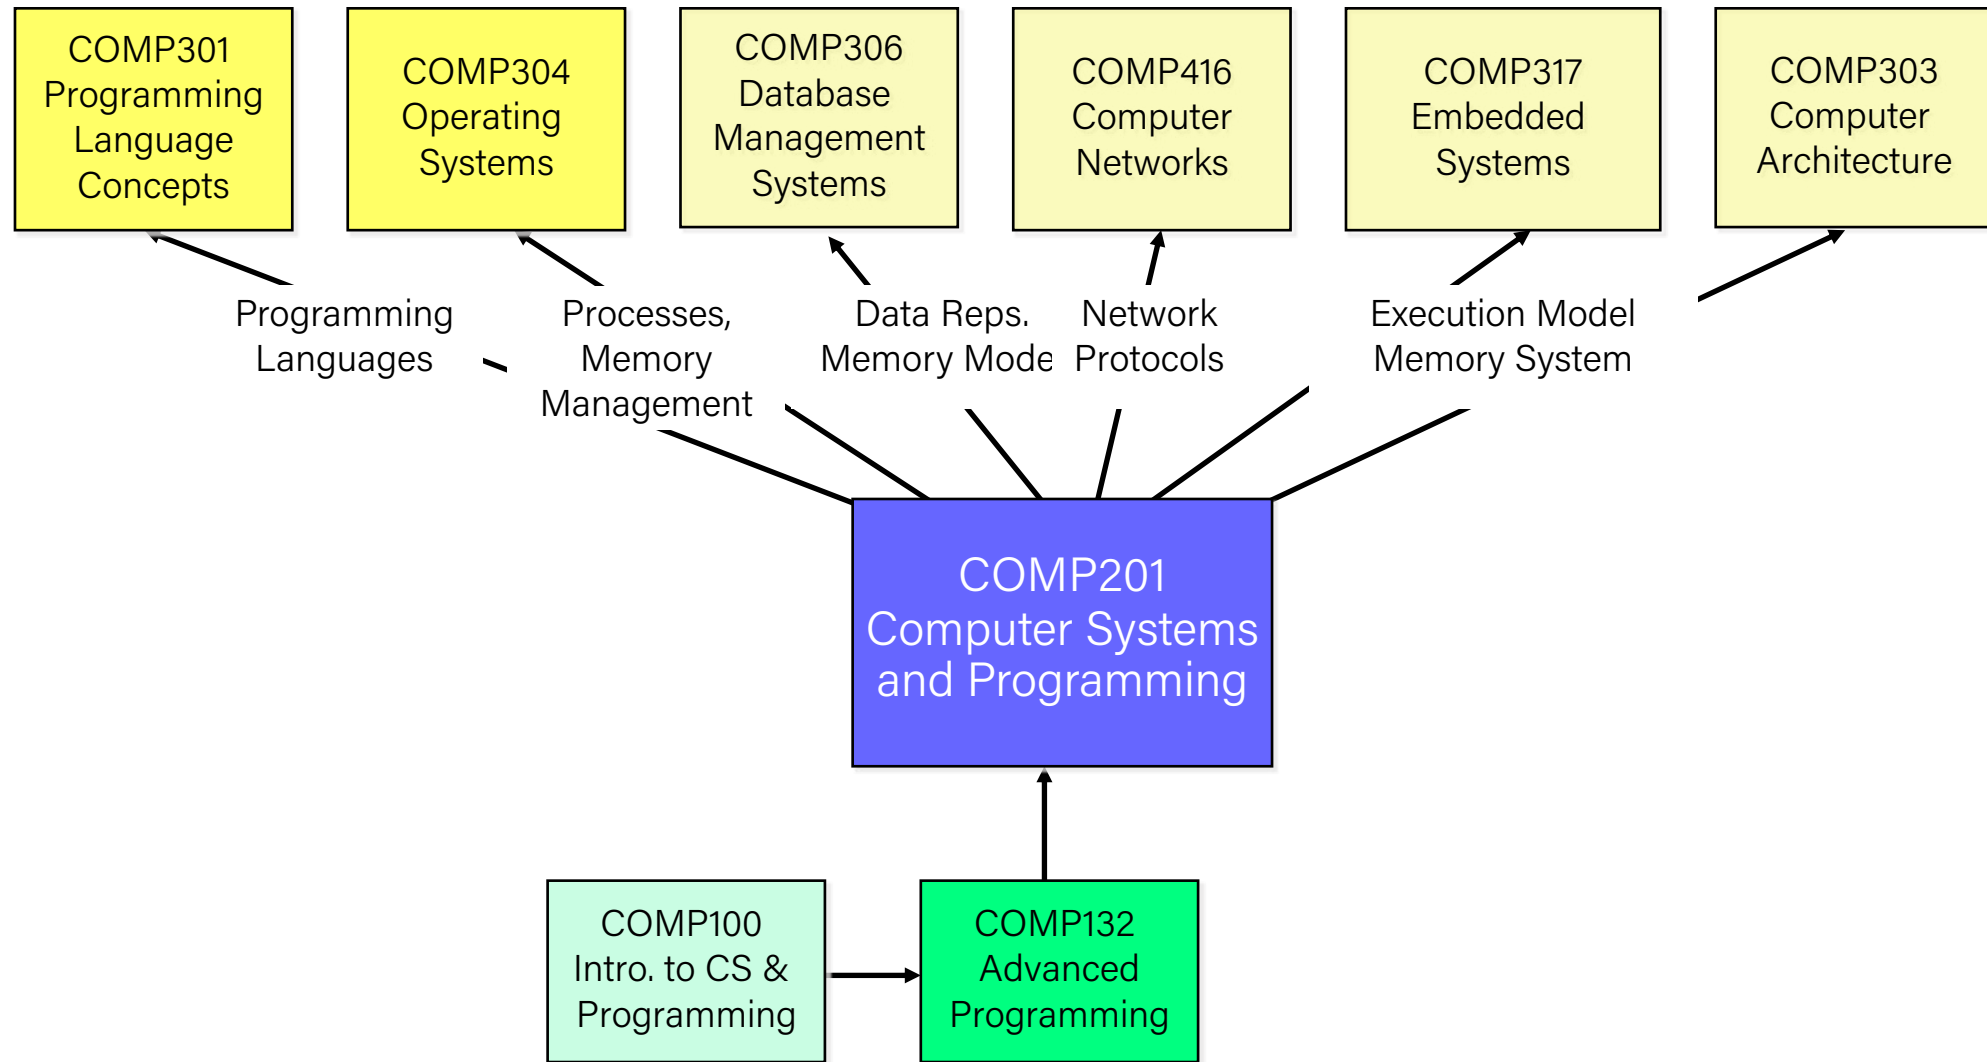 COMP301
Programming
Language
Concepts
COMP304
Operating
Systems
COMP306
Database
Management
Systems
COMP416
Computer
Networks
COMP317
Embedded
Systems
COMP303
Computer
Architecture
Programming
Languages
Processes,
Memory
Management
Data Reps.
Memory Mode
Network
Protocols
Execution Model
Memory System
COMP201
Computer Systems
and Programming
COMP100
Intro. to CS &
Programming
COMP132
Advanced
Programming